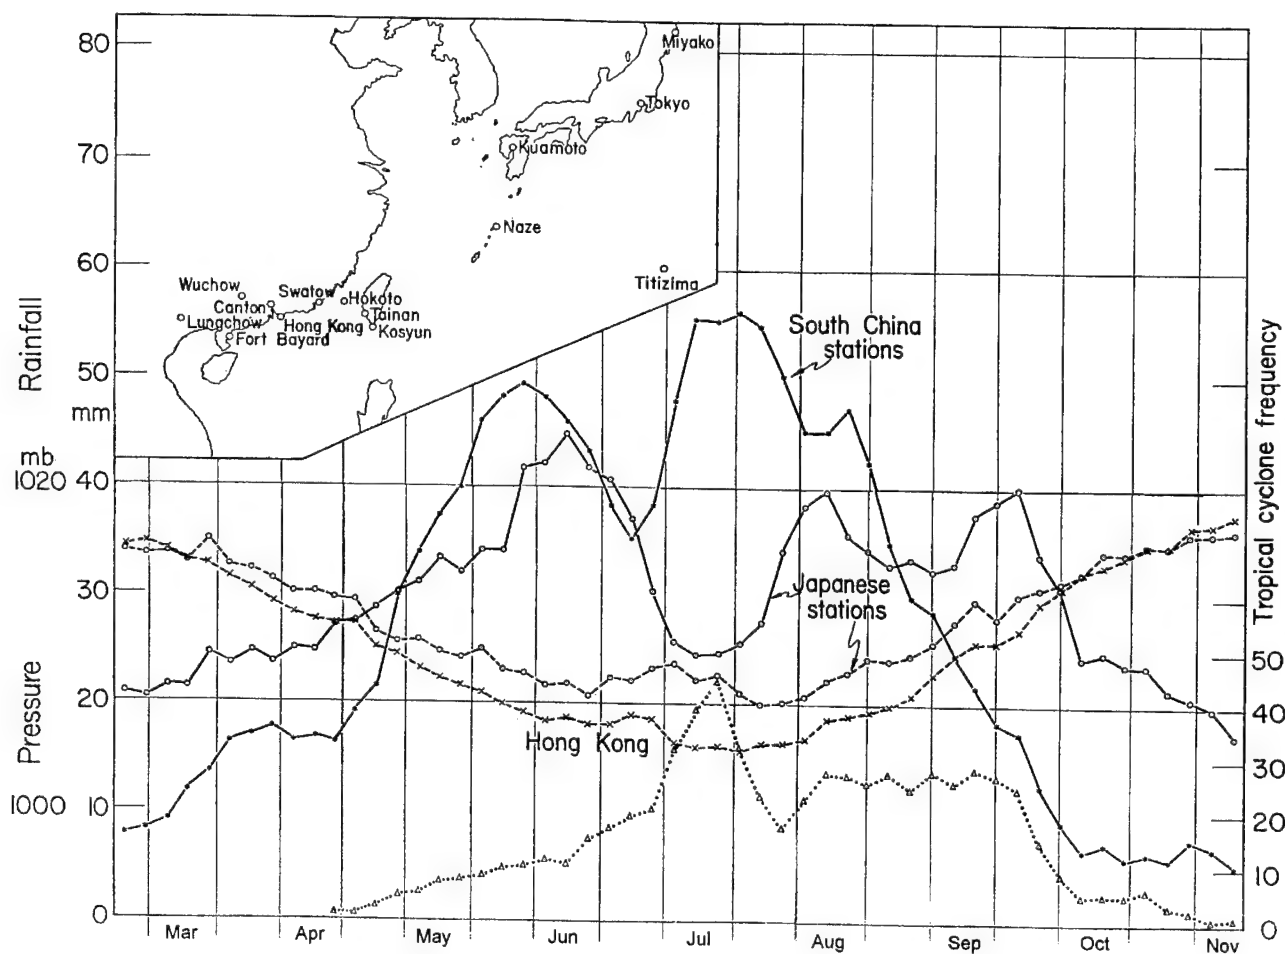 80
70
60
50
mm
mb
1020 40
30
20
1000 10
0
Rainfall
Pressure
Miyako
Tokyo
Kuamoto
Naze
Titizima
Wuchow
Swatow
Hokoto
Canton
Tainan
Lungchow
Hong Kong
Kosyun
Fort Bayard
South China
stations
Japanese
stations
Hong Kong
Tropical cyclone frequency
50
40
30
20
10
0
Mar
Apr
May
Jun
Jul
Aug
Sep
Oct
Nov